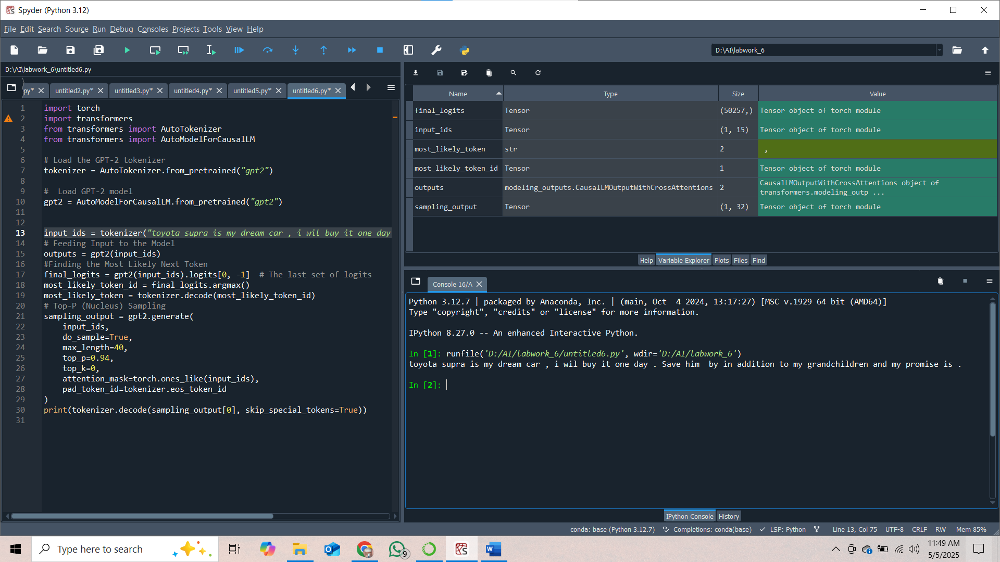 Spyder (Python 3.12)
File Edit Search Source Run Debug Consoles Projects Tools View Help
D:\AI\labwork_6
D:\AI\labwork_6\untitled6.py
py* untitled2.py* untitled3.py* untitled4.py* untitled5.py* untitled6.py*
1 import torch
2 import transformers
3 from transformers import AutoTokenizer
4 from transformers import AutoModelForCausalLM
5
6 # Load the GPT-2 tokenizer
7 tokenizer = AutoTokenizer.from_pretrained("gpt2")
8
9 #  Load GPT-2 model
10 gpt2 = AutoModelForCausalLM.from_pretrained("gpt2")
11
12
13 input_ids = tokenizer("toyota supra is my dream car , i wil buy it one day
14 # Feeding Input to the Model
15 outputs = gpt2(input_ids)
16 #Finding the Most Likely Next Token
17 final_logits = gpt2(input_ids).logits[0, -1]  # The last set of logits
18 most_likely_token_id = final_logits.argmax()
19 most_likely_token = tokenizer.decode(most_likely_token_id)
20 # Top-P (Nucleus) Sampling
21 sampling_output = gpt2.generate(
22     input_ids,
23     do_sample=True,
24     max_length=40,
25     top_p=0.94,
26     top_k=0,
27     attention_mask=torch.ones_like(input_ids),
28     pad_token_id=tokenizer.eos_token_id
29 )
30 print(tokenizer.decode(sampling_output[0], skip_special_tokens=True))
31
Name Type Size Value
final_logits Tensor (50257,) Tensor object of torch module
input_ids Tensor (1, 15) Tensor object of torch module
most_likely_token str 2 ,
most_likely_token_id Tensor 1 Tensor object of torch module
outputs modeling_outputs.CausalLMOutputWithCrossAttentions 2 CausalLMOutputWithCrossAttentions object of
transformers.modeling_outp ...
sampling_output Tensor (1, 32) Tensor object of torch module
Help Variable Explorer Plots Files Find
Console 16/A
Python 3.12.7 | packaged by Anaconda, Inc. | (main, Oct  4 2024, 13:17:27) [MSC v.1929 64 bit (AMD64)]
Type "copyright", "credits" or "license" for more information.
IPython 8.27.0 -- An enhanced Interactive Python.
In [1]: runfile('D:/AI/labwork_6/untitled6.py', wdir='D:/AI/labwork_6')
toyota supra is my dream car , i wil buy it one day . Save him  by in addition to my grandchildren and my promise is .
In [2]:
IPython Console History
conda: base (Python 3.12.7) Completions: conda(base) LSP: Python Line 13, Col 75 UTF-8 CRLF RW Mem 85%
Type here to search
9
11:49 AM
5/5/2025